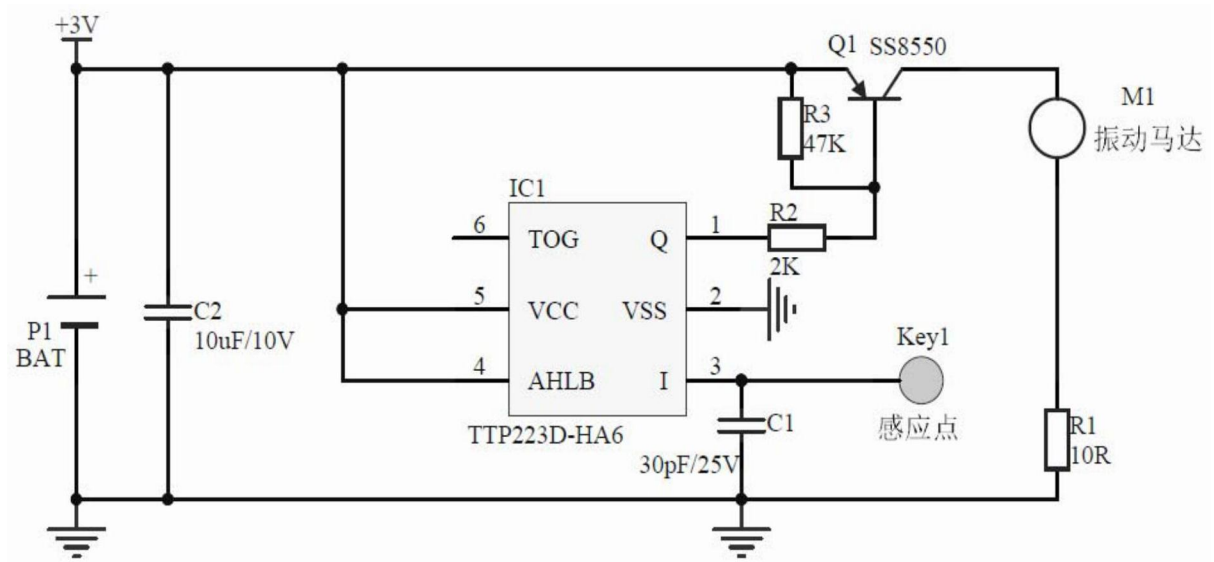 +3V
Q1 SS8550
M1
振动马达
R3
47K
IC1
6 TOG Q 1
R2
2K
+
5 VCC VSS 2
C2
10uF/10V
P1
BAT
Key1
4 AHLB I 3
感应点
C1
TTP223D-HA6
30pF/25V
R1
10R